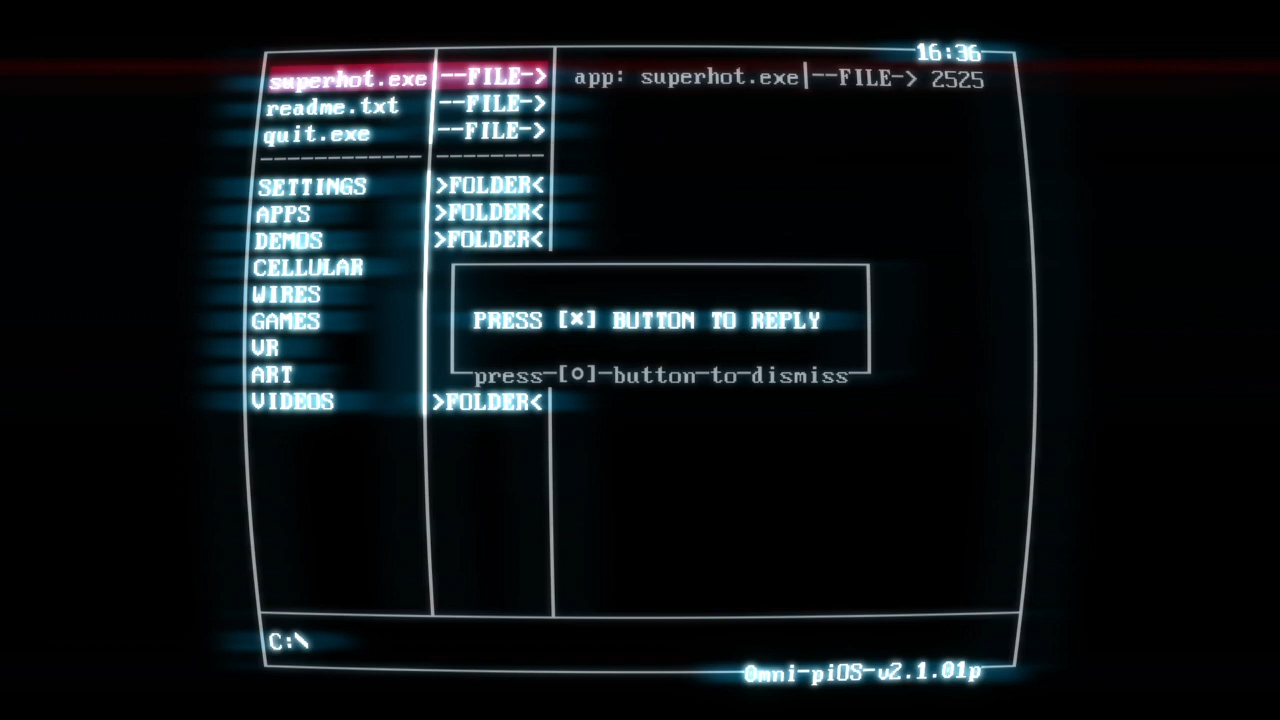 16:36
superhot.exe --FILE-> app: superhot.exe|--FILE-> 2525
readme.txt --FILE->
quit.exe --FILE->
------------ --------
SETTINGS >FOLDER<
APPS >FOLDER<
DEMOS >FOLDER<
CELLULAR
WIRES
GAMES
PRESS [×] BUTTON TO REPLY
VR
ART
press-[O]-button-to-dismiss
VIDEOS >FOLDER<
C:\
Omni-piOS-v2.1.01p